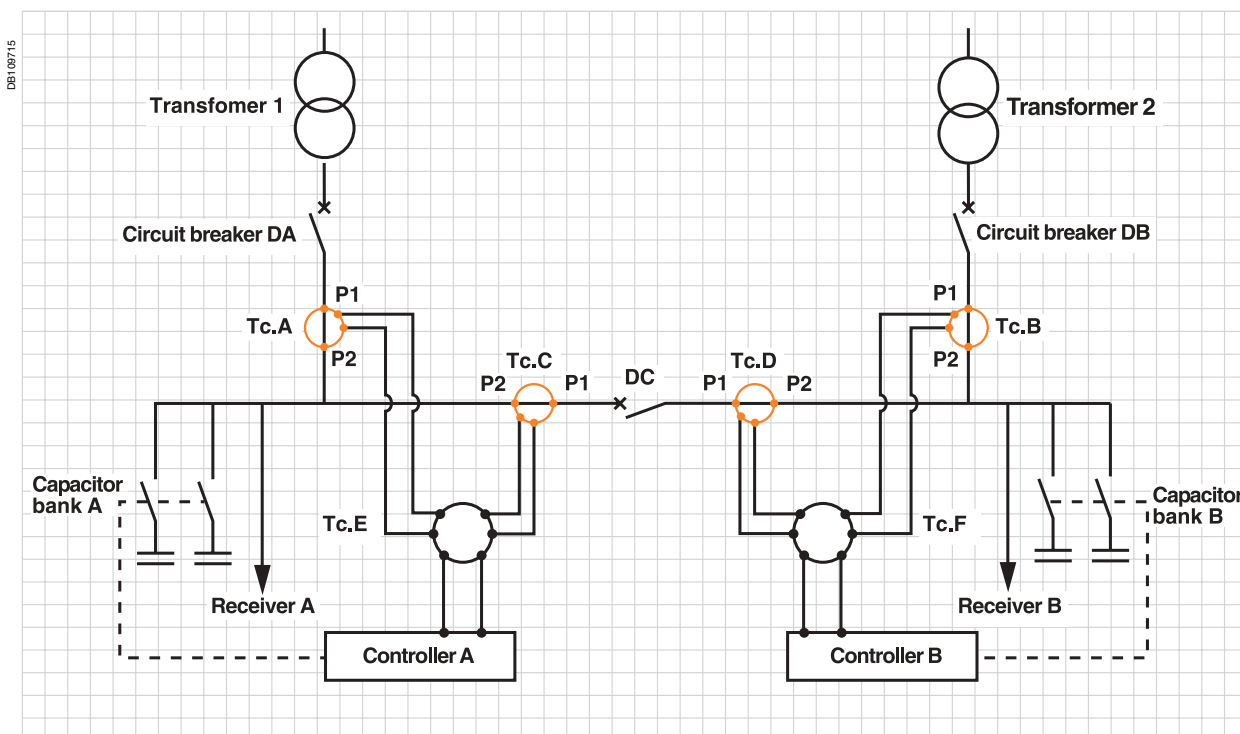 DB109715
Transfomer 1
Transformer 2
Circuit breaker DA
Circuit breaker DB
P1
P1
Tc.A
Tc.B
P2
P2
Tc.C
DC
Tc.D
P2
P1
P1
P2
Capacitor
bank A
Capacitor
bank B
Tc.E
Tc.F
Receiver A
Receiver B
Controller A
Controller B